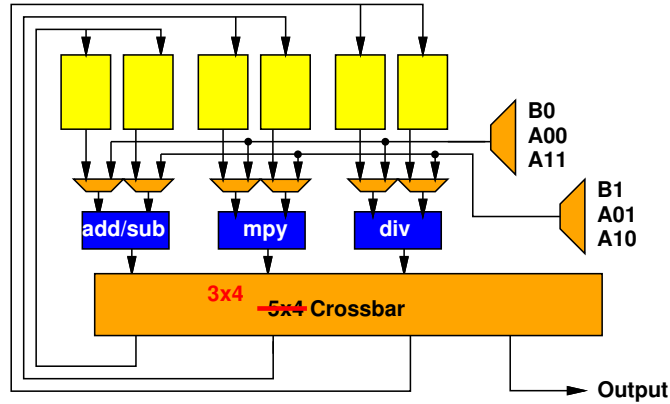 B0
A00
A11
B1
A01
A10
add/sub mpy div
3x4
5x4 Crossbar
Output